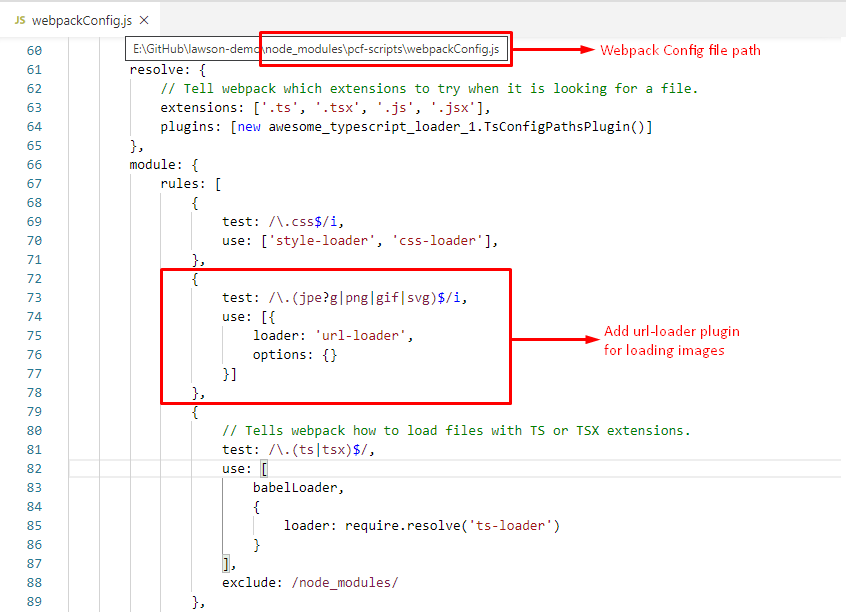 JS webpackConfig.js ×
60 E:\GitHub\lawson-demo\node_modules\pcf-scripts\webpackConfig.js Webpack Config file path
61 resolve: {
62 // Tell webpack which extensions to try when it is looking for a file.
63 extensions: ['.ts', '.tsx', '.js', '.jsx'],
64 plugins: [new awesome_typescript_loader_1.TsConfigPathsPlugin()]
65 },
66 module: {
67 rules: [
68 {
69 test: /\.css$/i,
70 use: ['style-loader', 'css-loader'],
71 },
72 {
73 test: /\.(jpe?g|png|gif|svg)$/i,
74 use: [{
75 loader: 'url-loader',
76 options: {}
77 }]
78 },
Add url-loader plugin
for loading images
79 {
80 // Tells webpack how to load files with TS or TSX extensions.
81 test: /\.(ts|tsx)$/,
82 use: [
83 babelLoader,
84 {
85 loader: require.resolve('ts-loader')
86 }
87 ],
88 exclude: /node_modules/
89 },